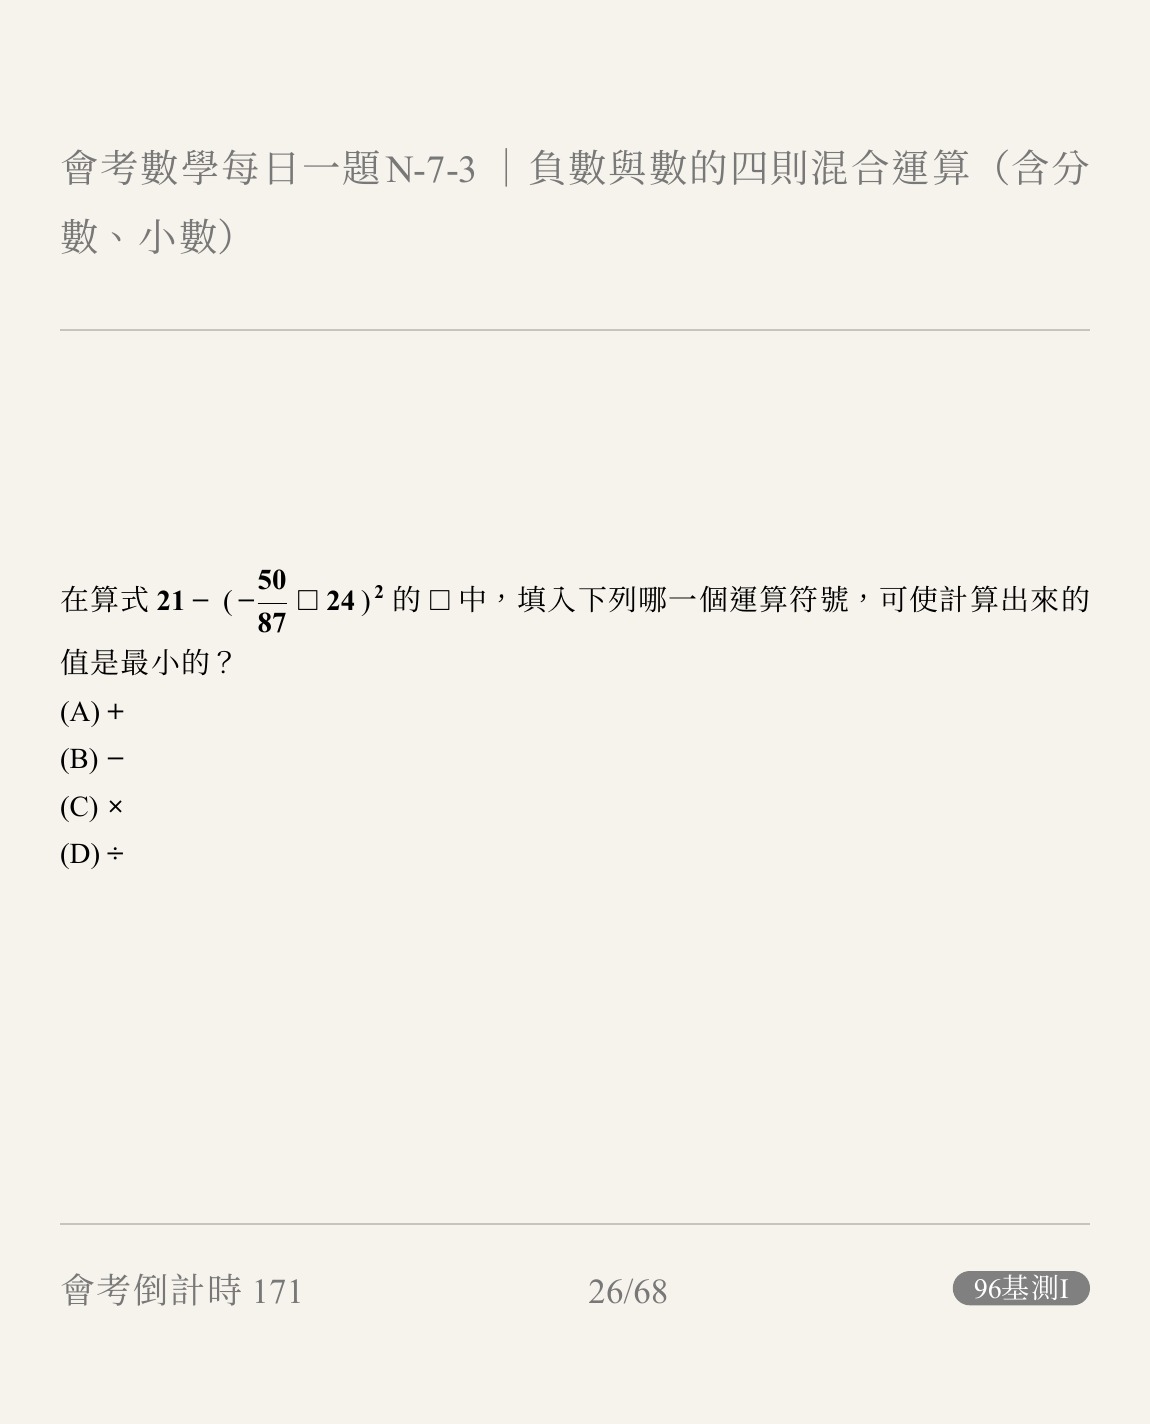 會考數學每日一題N-7-3 │負數與數的四則混合運算（含分
數、小數）
在算式 21 − (−50/87 □ 24)² 的 □ 中，填入下列哪一個運算符號，可使計算出來的
值是最小的？
(A) +
(B) −
(C) ×
(D) ÷
會考倒計時 171
26/68
96基測I